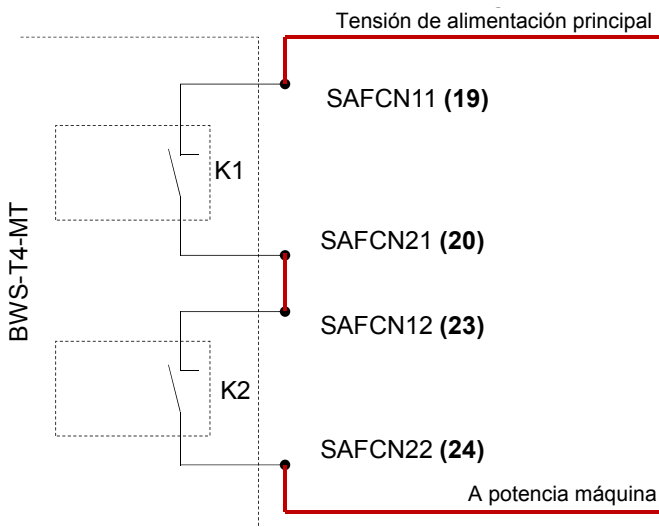 Tensión de alimentación principal
SAFCN11 (19)
K1
SAFCN21 (20)
BWS-T4-MT
SAFCN12 (23)
K2
SAFCN22 (24)
A potencia máquina